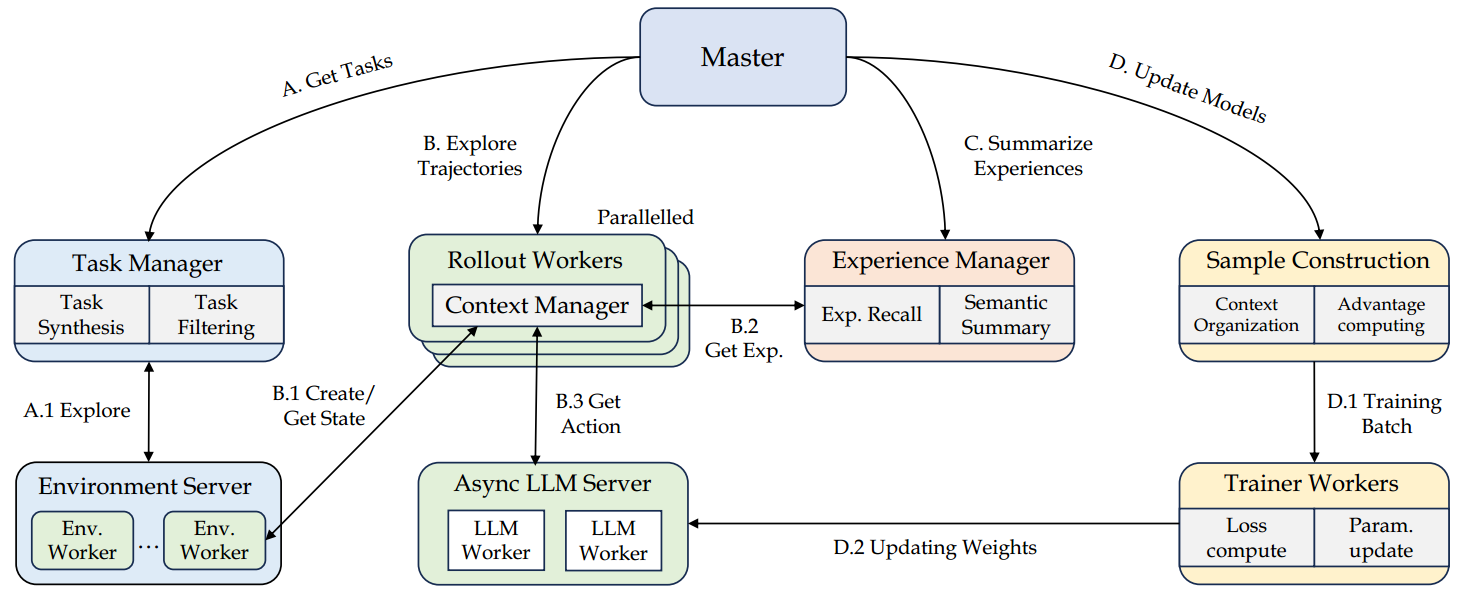 Master
A. Get Tasks
B. Explore
Trajectories
C. Summarize
Experiences
D. Update Models
Parallelled
Task Manager
Task
Synthesis
Task
Filtering
Rollout Workers
Context Manager
Experience Manager
Exp. Recall
Semantic
Summary
Sample Construction
Context
Organization
Advantage
computing
A.1 Explore
B.1 Create/
Get State
B.2
Get Exp.
B.3 Get
Action
D.1 Training
Batch
Environment Server
Env.
Worker
...
Env.
Worker
Async LLM Server
LLM
Worker
LLM
Worker
D.2 Updating Weights
Trainer Workers
Loss
compute
Param.
update